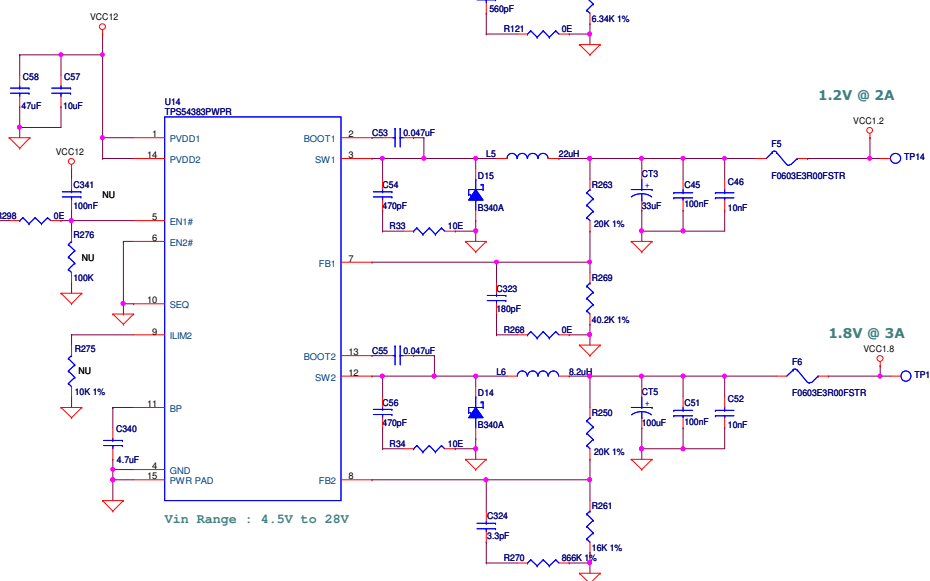 560pF
6.34K 1%
R121 0E
VCC12
C58
C57
47uF
10uF
U14
TPS54383PWPR
1.2V @ 2A
VCC1.2
1 PVDD1
BOOT1 2
C53 0.047uF
F5
14 PVDD2
SW1 3
L5 22uH
TP14
F0603E3R00FSTR
VCC12
C341
NU
100nF
C54
470pF
D15
B340A
R263
20K 1%
CT3
+
33uF
C45
100nF
C46
10nF
R298 0E
5 EN1#
R33 10E
R276
NU
100K
6 EN2#
FB1 7
C323
180pF
R269
40.2K 1%
10 SEQ
R268 0E
9 ILIM2
1.8V @ 3A
VCC1.8
R275
NU
10K 1%
BOOT2 13
C55 0.047uF
F6
SW2 12
L6 8.2uH
TP1
F0603E3R00FSTR
11 BP
C56
470pF
D14
B340A
R250
20K 1%
CT5
+
100uF
C51
100nF
C52
10nF
C340
4.7uF
R34 10E
4 GND
15 PWR PAD
FB2 8
Vin Range : 4.5V to 28V
C324
3.3pF
R261
16K 1%
R270 866K 1%